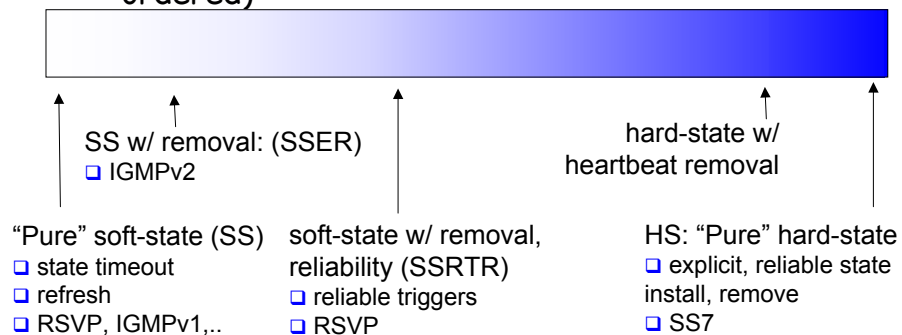 SS w/ removal: (SSER)
❑ IGMPv2
hard-state w/
heartbeat removal
“Pure” soft-state (SS)
❑ state timeout
❑ refresh
❑ RSVP, IGMPv1,..
soft-state w/ removal,
reliability (SSRTR)
❑ reliable triggers
❑ RSVP
HS: “Pure” hard-state
❑ explicit, reliable state
install, remove
❑ SS7